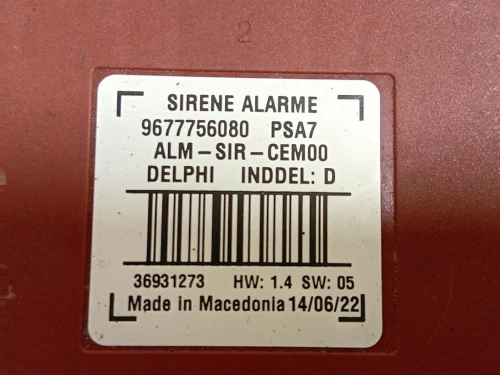 2
SIRENE ALARME
9677756080 PSA7
ALM-SIR-CEM00
DELPHI INDDEL: D
36931273 HW: 1.4 SW: 05
Made in Macedonia 14/06/22